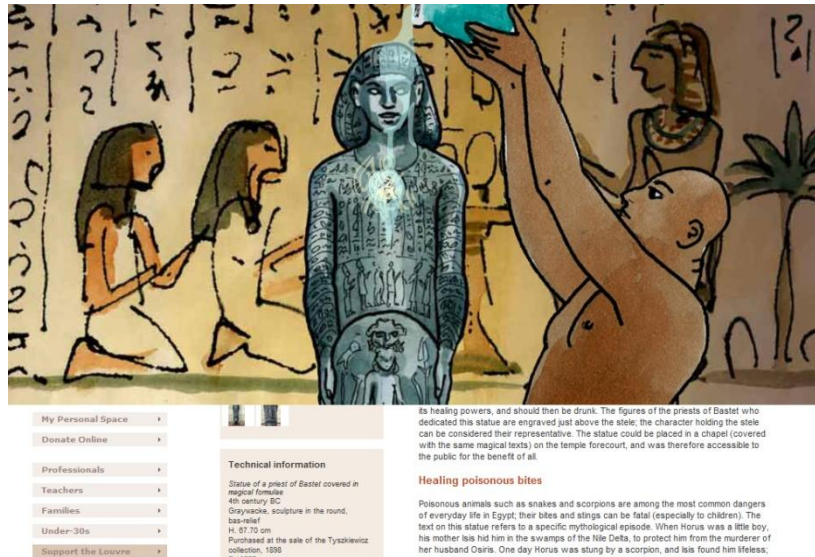 My Personal Space
Donate Online
Professionals
Teachers
Families
Under-30s
Support the Louvre
Technical information
Statue of a priest of Bastet covered in
magical formulae
4th century BC
Graywacke, sculpture in the round,
bas-relief
H. 67.70 cm
Purchased at the sale of the Tyszkiewicz
collection, 1898
its healing powers, and should then be drunk. The figures of the priests of Bastet who
dedicated this statue are engraved just above the stele; the character holding the stele
can be considered their representative. The statue could be placed in a chapel (covered
with the same magical texts) on the temple forecourt, and was therefore accessible to
the public for the benefit of all.
Healing poisonous bites
Poisonous animals such as snakes and scorpions are among the most common dangers
of everyday life in Egypt; their bites and stings can be fatal (especially to children). The
text on this statue refers to a specific mythological episode. When Horus was a little boy,
his mother Isis hid him in the swamps of the Nile Delta, to protect him from the murderer of
her husband Osiris. One day Horus was stung by a scorpion, and Isis found him lifeless;